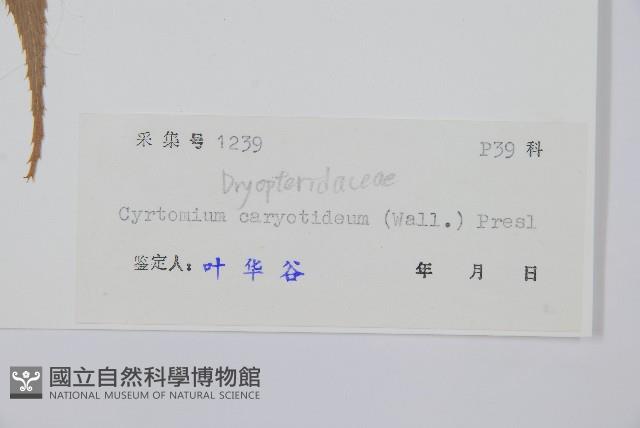 采集号 1239 P39 科
Dryopteridaceae
Cyrtomium caryotideum (Wall.) Presl
鉴定人: 叶华谷 年 月 日
國立自然科學博物館
NATIONAL MUSEUM OF NATURAL SCIENCE